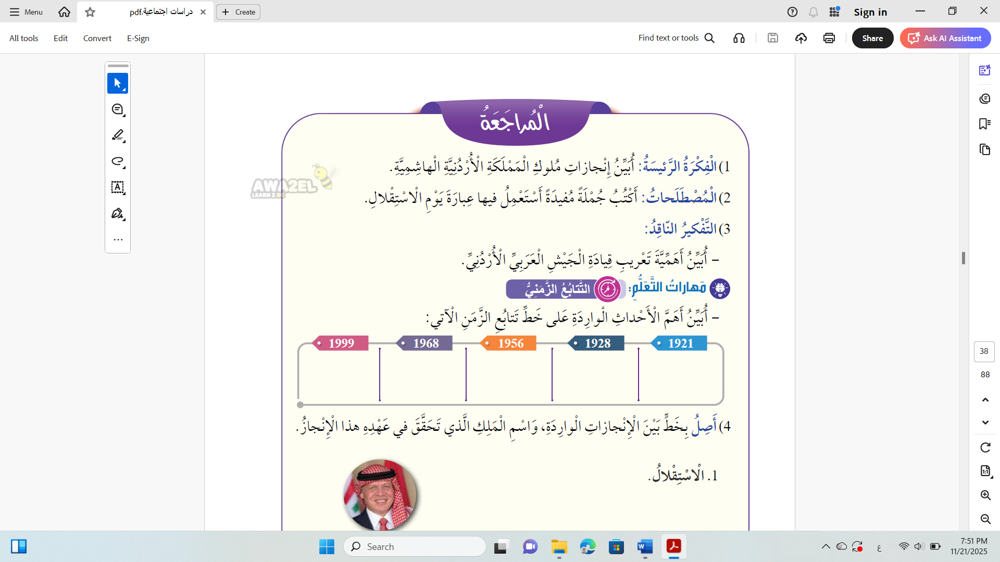 Menu
دراسات اجتماعية.pdf
Create
Sign in
All tools
Edit
Convert
E-Sign
Find text or tools
Share
Ask AI Assistant
الْمُراجَعَةُ
1) الْفِكْرَةُ الرَّئيسَةُ: أُبَيِّنُ إِنْجازاتِ مُلوكِ الْمَمْلَكَةِ الْأُرْدُنِيَّةِ الْهاشِمِيَّةِ.
AWA2EL
LEARN 2 BE
2) الْمُصْطَلَحاتُ: أَكْتُبُ جُمْلَةً مُفيدَةً أَسْتَعْمِلُ فيها عِبارَةَ يَوْمِ الْاسْتِقْلالِ.
3) التَّفْكيرُ النّاقِدُ:
– أُبَيِّنُ أَهَمِّيَّةَ تَعْريبِ قِيادَةِ الْجَيْشِ الْعَرَبِيِّ الْأُرْدُنِيِّ.
مَهاراتُ التَّعَلُّمِ: التَّتابُعُ الزَّمَنِيُّ
– أُبَيِّنُ أَهَمَّ الْأَحْداثِ الْوارِدَةِ عَلى خَطِّ تَتابُعِ الزَّمَنِ الْآتي:
1921
1928
1956
1968
1999
4) أَصِلُ بِخَطٍّ بَيْنَ الْإِنْجازاتِ الْوارِدَةِ، وَاسْمِ الْمَلِكِ الَّذي تَحَقَّقَ في عَهْدِهِ هذا الْإِنْجازُ.
1. الْاسْتِقْلالُ.
38
88
Search
ع
7:51 PM
11/21/2025